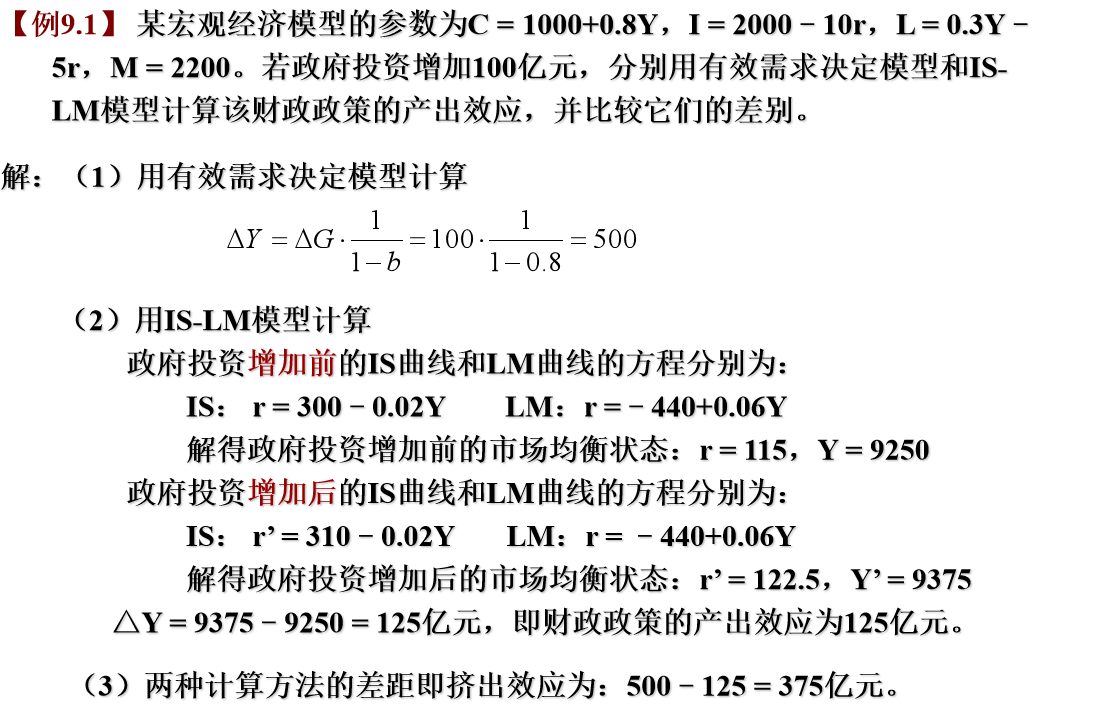 【例9.1】 某宏观经济模型的参数为C = 1000+0.8Y，I = 2000－10r，L = 0.3Y－
5r，M = 2200。若政府投资增加100亿元，分别用有效需求决定模型和IS-
LM模型计算该财政政策的产出效应，并比较它们的差别。
解：（1）用有效需求决定模型计算
ΔY = ΔG · 1/(1−b) = 100 · 1/(1−0.8) = 500
（2）用IS-LM模型计算
政府投资增加前的IS曲线和LM曲线的方程分别为：
IS： r = 300－0.02Y LM：r =－440+0.06Y
解得政府投资增加前的市场均衡状态：r = 115，Y = 9250
政府投资增加后的IS曲线和LM曲线的方程分别为：
IS： r’ = 310－0.02Y LM：r = －440+0.06Y
解得政府投资增加后的市场均衡状态：r’ = 122.5，Y’ = 9375
△Y = 9375－9250 = 125亿元，即财政政策的产出效应为125亿元。
（3）两种计算方法的差距即挤出效应为：500－125 = 375亿元。